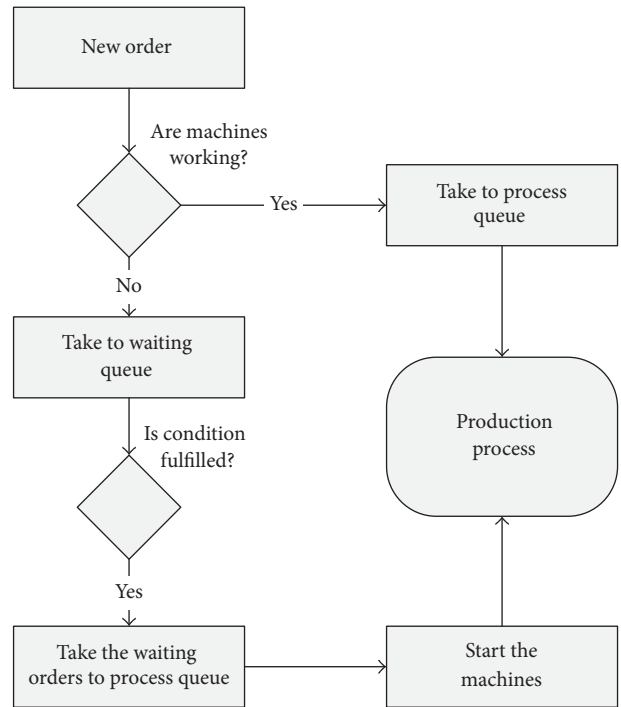 New order
Are machines
working?
Yes
Take to process
queue
No
Take to waiting
queue
Production
process
Is condition
fulfilled?
Yes
Take the waiting
orders to process queue
Start the
machines